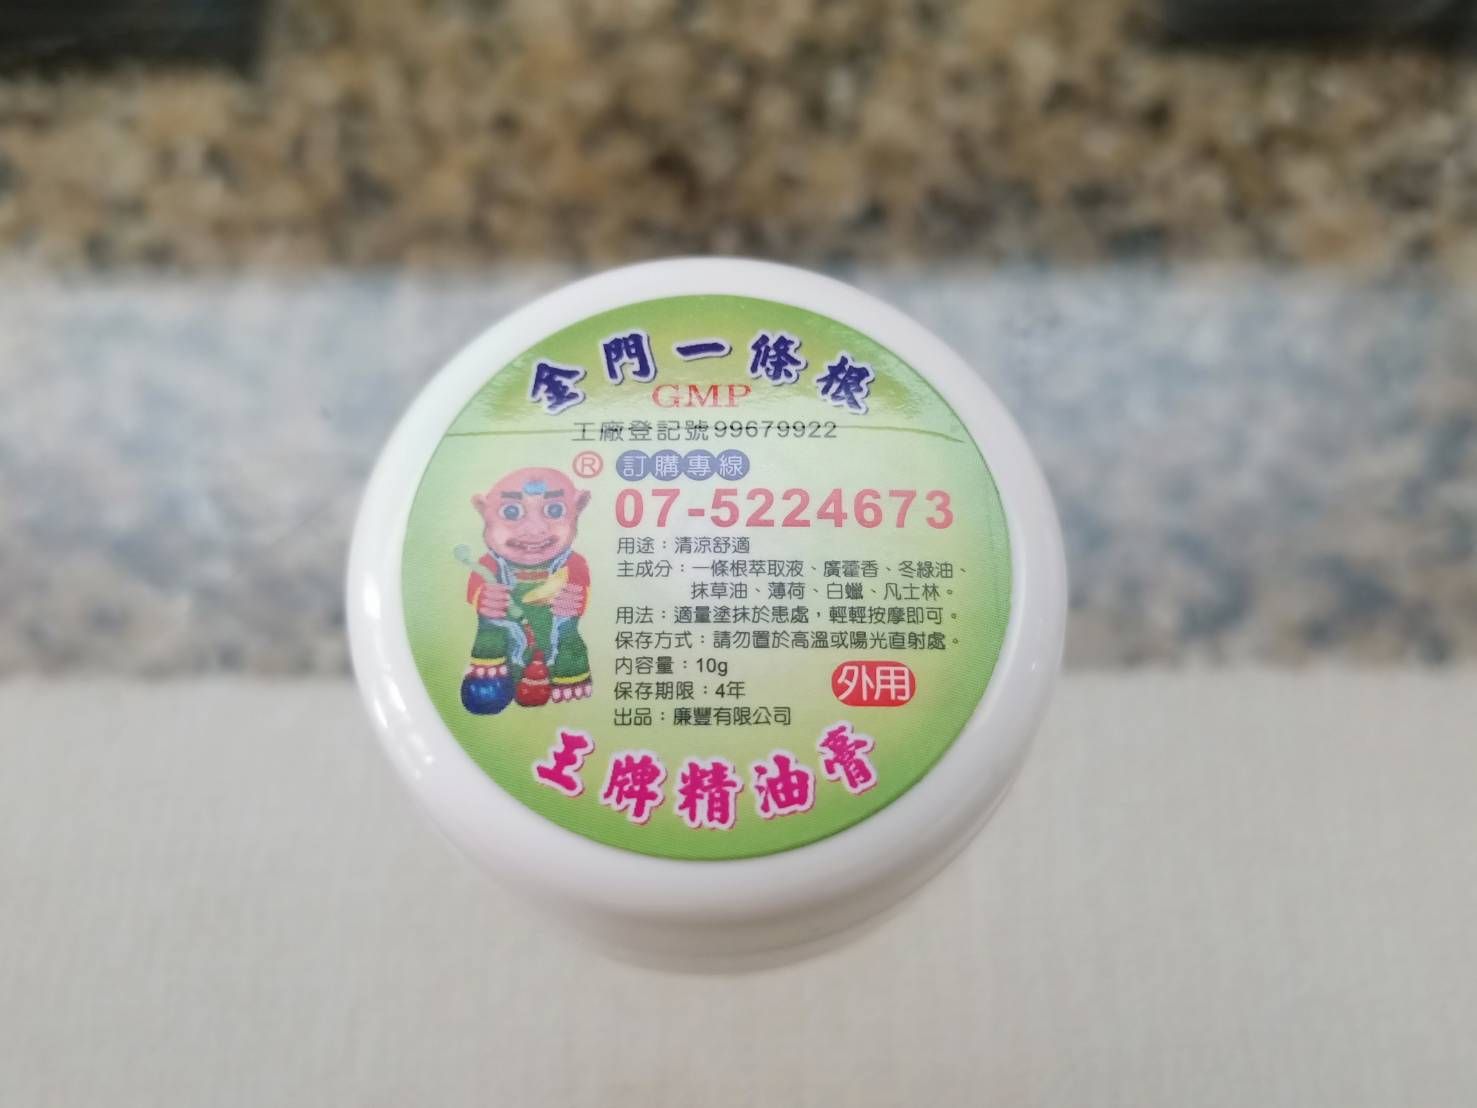 金門一條根
GMP
工廠登記號99679922
® 訂購專線
07-5224673
用途：清涼舒適
主成分：一條根萃取液、廣藿香、冬綠油、
抹草油、薄荷、白蠟、凡士林。
用法：適量塗抹於患處，輕輕按摩即可。
保存方式：請勿置於高溫或陽光直射處。
內容量：10g
保存期限：4年
外用
出品：廉豐有限公司
王牌精油膏